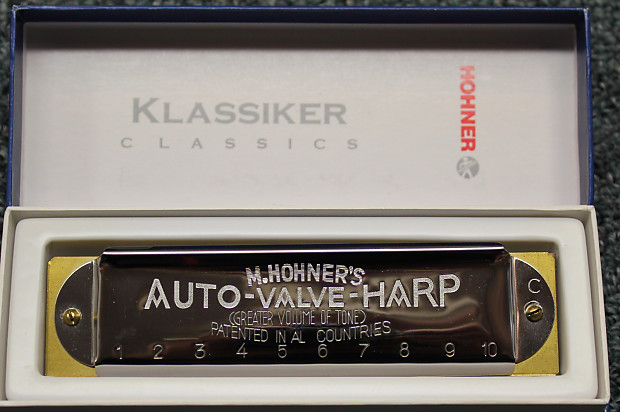 KLASSIKER
CLASSICS
HOHNER
M.HOHNER'S
AUTO-VALVE-HARP
(GREATER VOLUME OF TONE)
PATENTED IN AL COUNTRIES
C
1 2 3 4 5 6 7 8 9 10